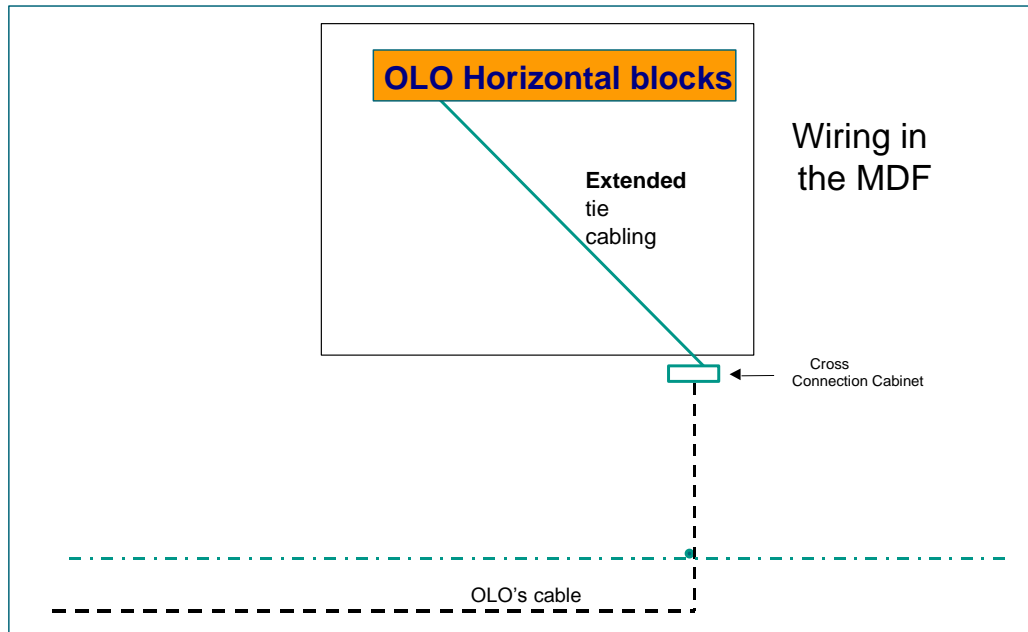 OLO Horizontal blocks
Wiring in
the MDF
Extended
tie
cabling
Cross
Connection Cabinet
OLO's cable